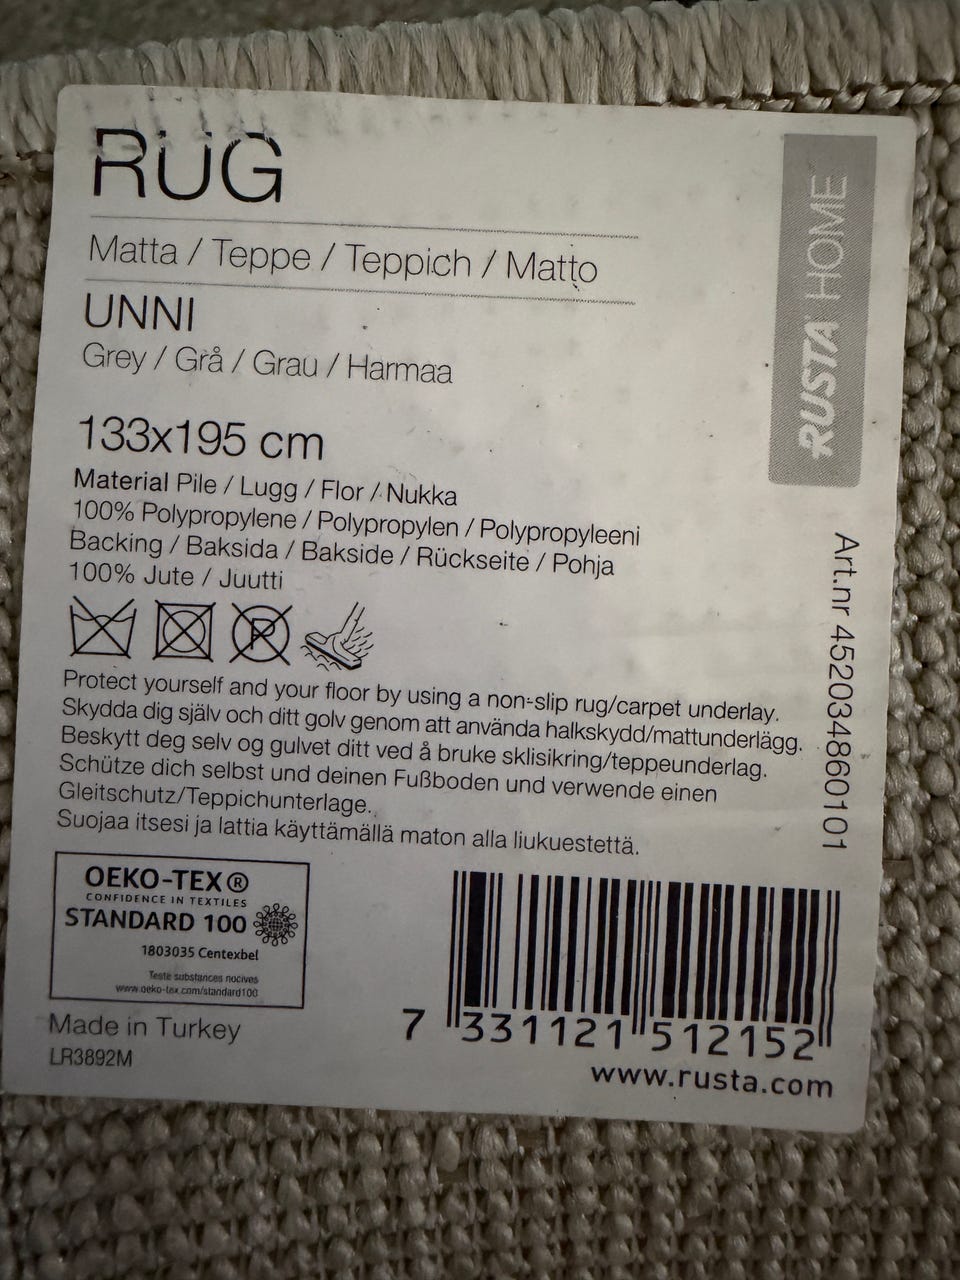 RUG
Matta / Teppe / Teppich / Matto
UNNI
Grey / Grå / Grau / Harmaa
133x195 cm
Material Pile / Lugg / Flor / Nukka
100% Polypropylene / Polypropylen / Polypropyleeni
Backing / Baksida / Bakside / Rückseite / Pohja
100% Jute / Juutti
P
Protect yourself and your floor by using a non-slip rug/carpet underlay.
Skydda dig själv och ditt golv genom att använda halkskydd/mattunderlägg.
Beskytt deg selv og gulvet ditt ved å bruke sklisikring/teppeunderlag.
Schütze dich selbst und deinen Fußboden und verwende einen
Gleitschutz/Teppichunterlage.
Suojaa itsesi ja lattia käyttämällä maton alla liukuestettä.
OEKO-TEX®
CONFIDENCE IN TEXTILES
STANDARD 100
1803035 Centexbel
Teste substances nocives
www.oeko-tex.com/standard100
Made in Turkey
LR3892M
7 331121 512152
www.rusta.com
RUSTA HOME
Art.nr 452034860101